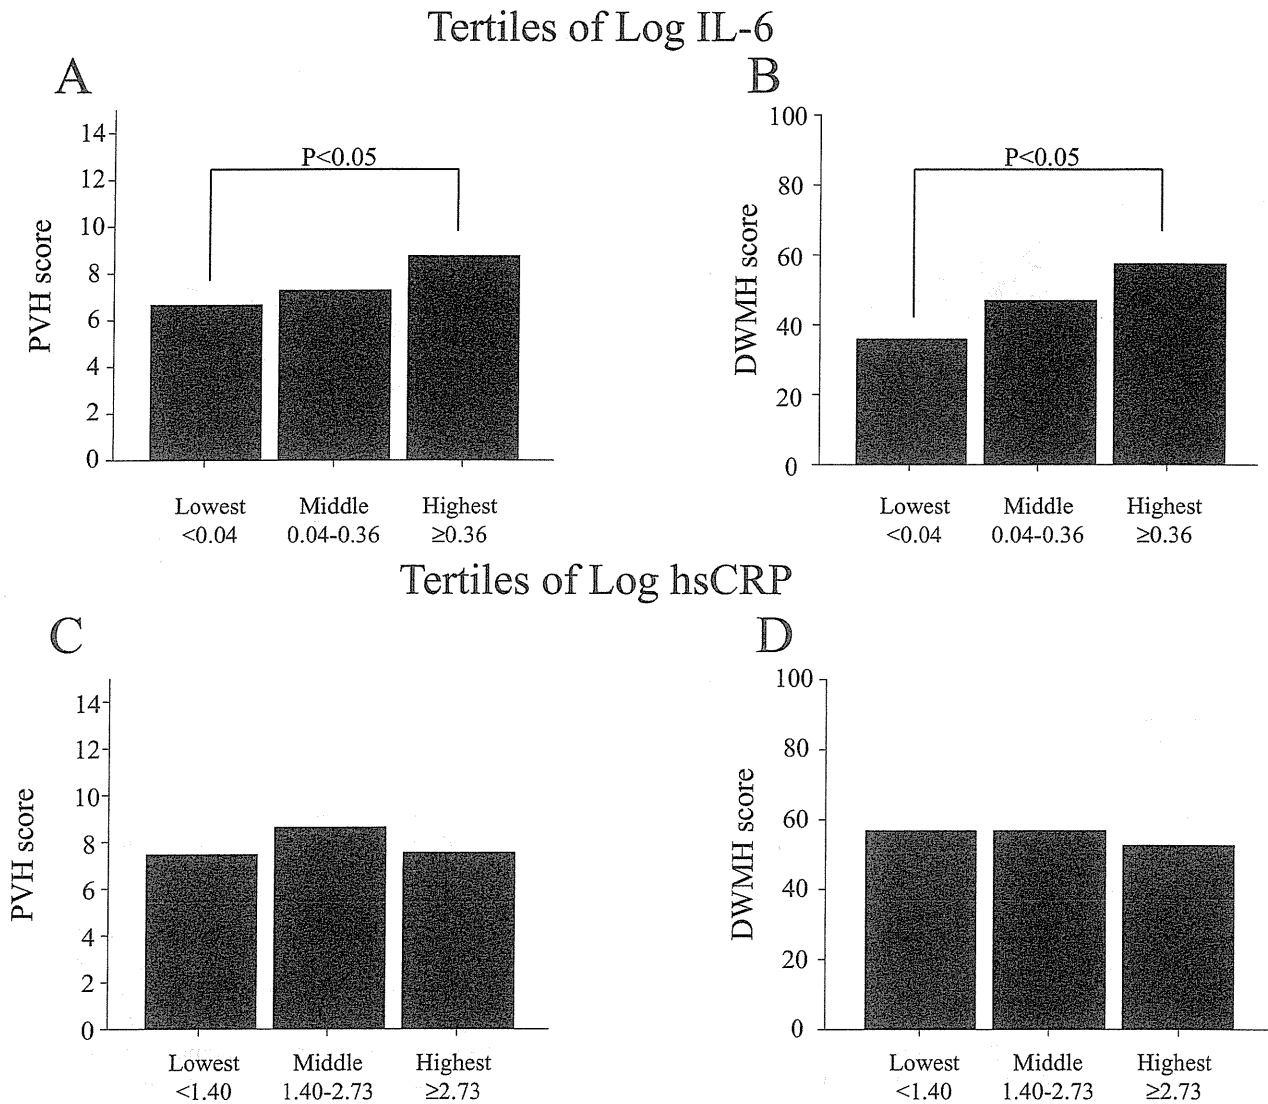 Tertiles of Log IL-6
A
B
PVH score
14
12
10
8
6
4
2
0
P<0.05
Lowest Middle Highest
<0.04 0.04-0.36 ≥0.36
DWMH score
100
80
60
40
20
0
P<0.05
Lowest Middle Highest
<0.04 0.04-0.36 ≥0.36
Tertiles of Log hsCRP
C
D
PVH score
14
12
10
8
6
4
2
0
Lowest Middle Highest
<1.40 1.40-2.73 ≥2.73
DWMH score
100
80
60
40
20
0
Lowest Middle Highest
<1.40 1.40-2.73 ≥2.73